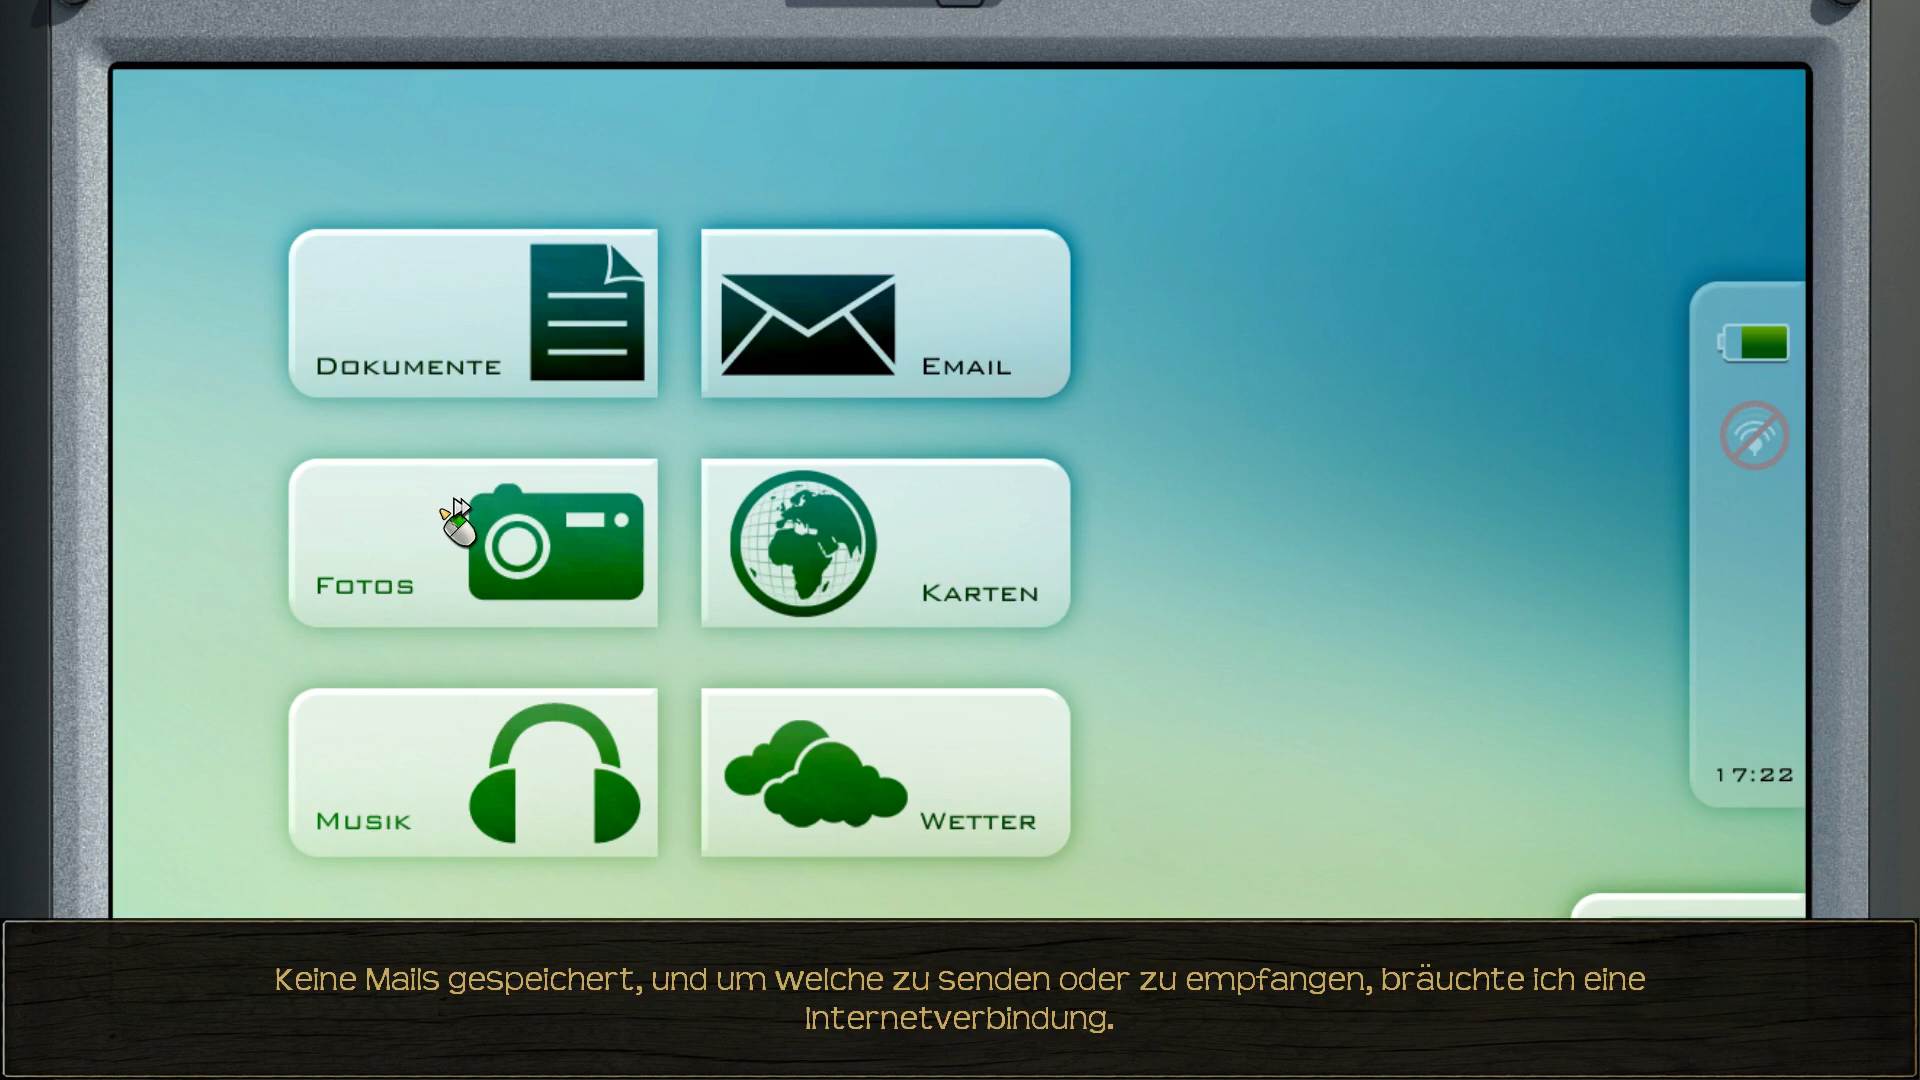 DOKUMENTE
EMAIL
FOTOS
KARTEN
MUSIK
WETTER
17:22
Keine Mails gespeichert, und um welche zu senden oder zu empfangen, bräuchte ich eine
Internetverbindung.